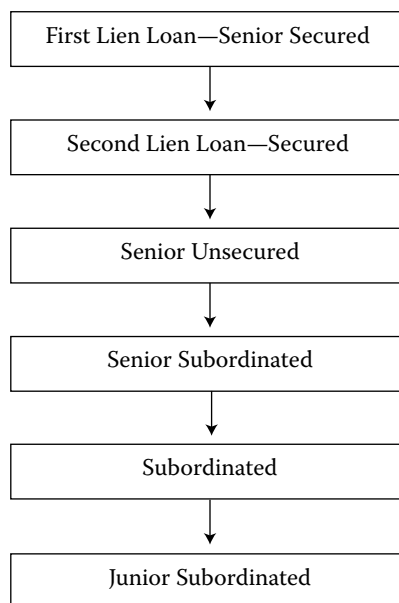 First Lien Loan—Senior Secured
Second Lien Loan—Secured
Senior Unsecured
Senior Subordinated
Subordinated
Junior Subordinated